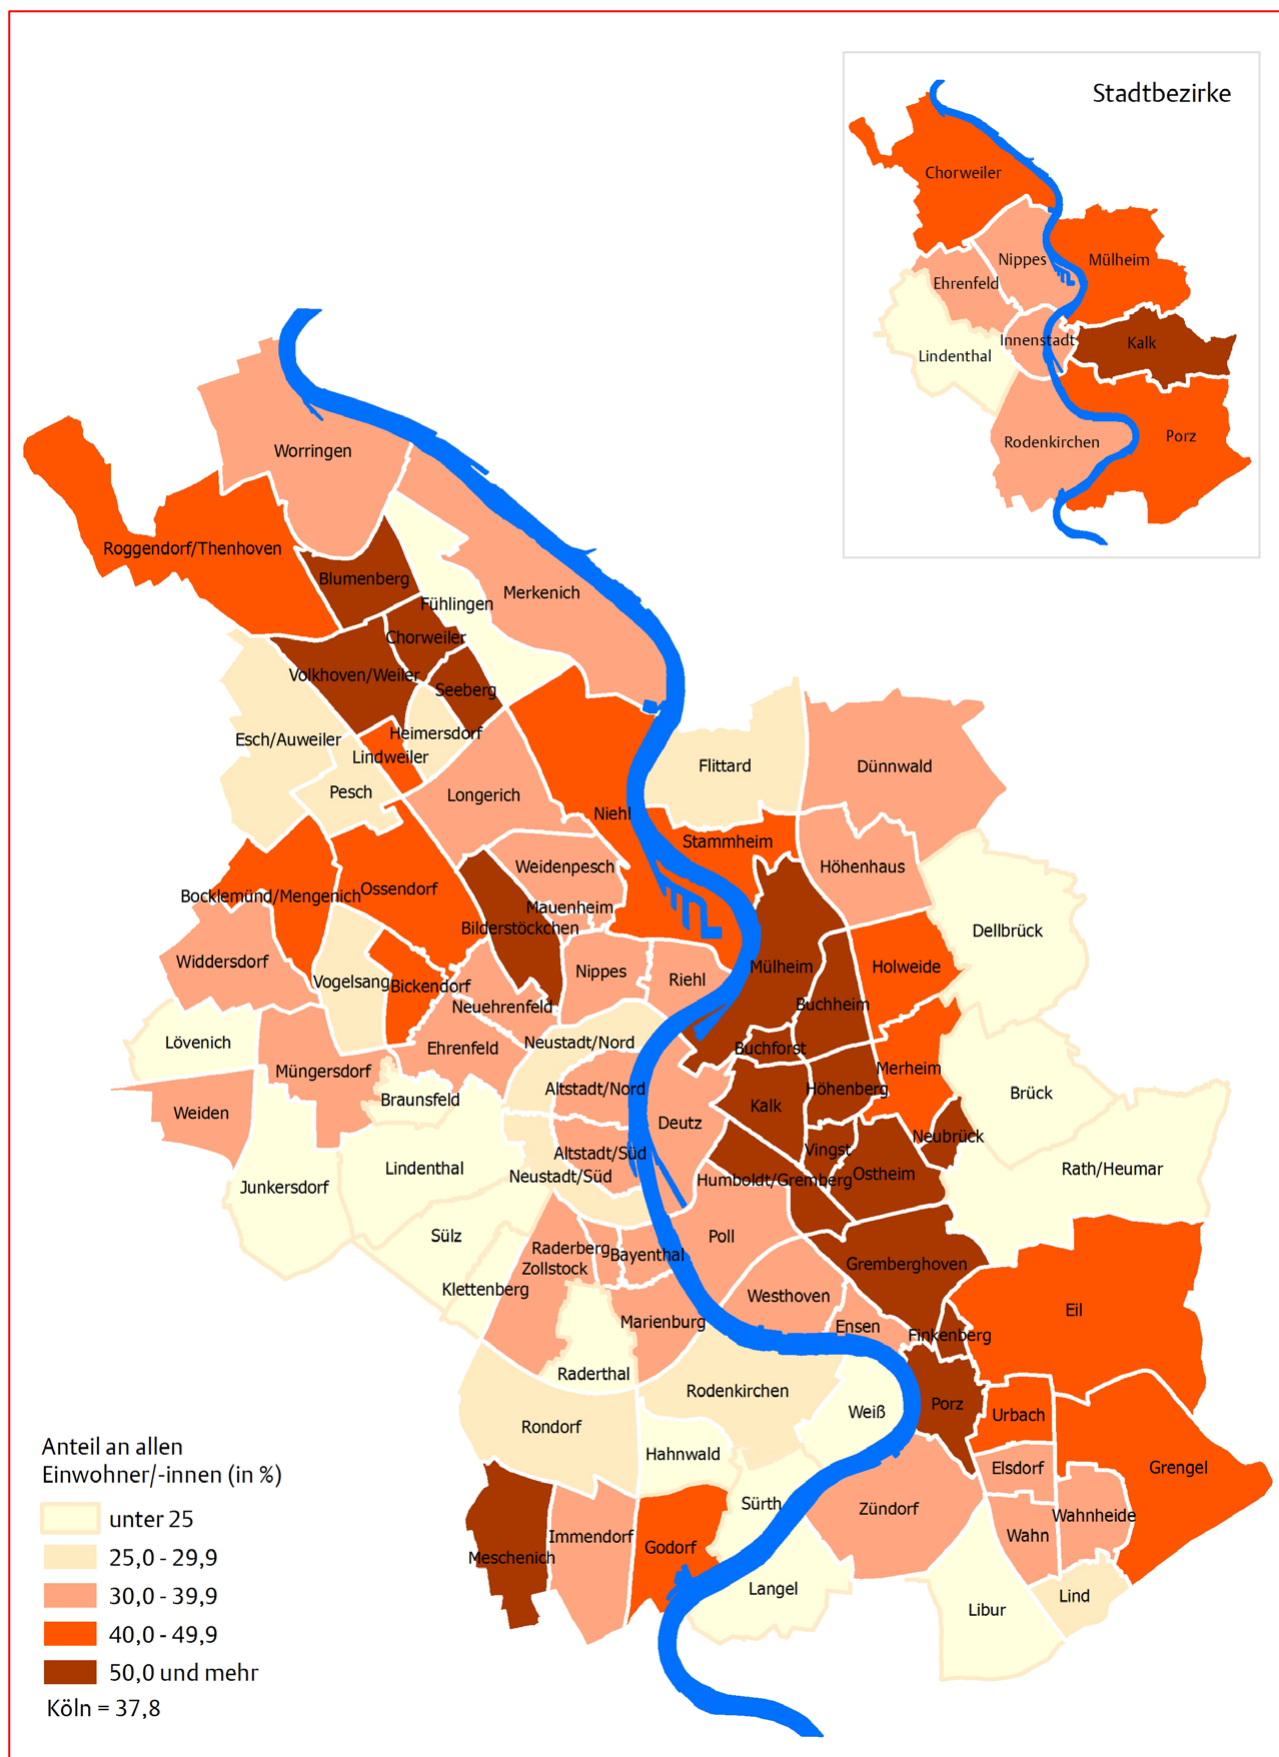 Stadtbezirke
Chorweiler
Nippes
Mülheim
Ehrenfeld
Innenstadt
Kalk
Lindenthal
Rodenkirchen
Porz
Worringen
Roggendorf/Thenhoven
Blumenberg
Merkenich
Fühlingen
Chorweiler
Volkhoven/Weiler
Seeberg
Heimersdorf
Esch/Auweiler
Lindweiler
Flittard
Dünnwald
Pesch
Longerich
Niehl
Stammheim
Weidenpesch
Höhenhaus
Ossendorf
Bocklemünd/Mengenich
Mauenheim
Bilderstöckchen
Dellbrück
Widdersdorf
Mülheim
Holweide
Nippes
Riehl
Vogelsang
Bickendorf
Buchheim
Neuehrenfeld
Lövenich
Neustadt/Nord
Ehrenfeld
Buchforst
Müngersdorf
Merheim
Altstadt/Nord
Höhenberg
Braunsfeld
Brück
Kalk
Weiden
Deutz
Neubrück
Vingst
Altstadt/Süd
Lindenthal
Rath/Heumar
Ostheim
Neustadt/Süd
Humboldt/Gremberg
Junkersdorf
Sülz
Poll
Raderberg
Bayenthal
Zollstock
Gremberghoven
Klettenberg
Westhoven
Eil
Marienburg
Ensen
Finkenberg
Raderthal
Rodenkirchen
Porz
Weiß
Urbach
Rondorf
Hahnwald
Elsdorf
Grengel
Sürth
Zündorf
Wahnheide
Immendorf
Wahn
Godorf
Meschenich
Langel
Lind
Libur
Anteil an allen
Einwohner/-innen (in %)
unter 25
25,0 - 29,9
30,0 - 39,9
40,0 - 49,9
50,0 und mehr
Köln = 37,8